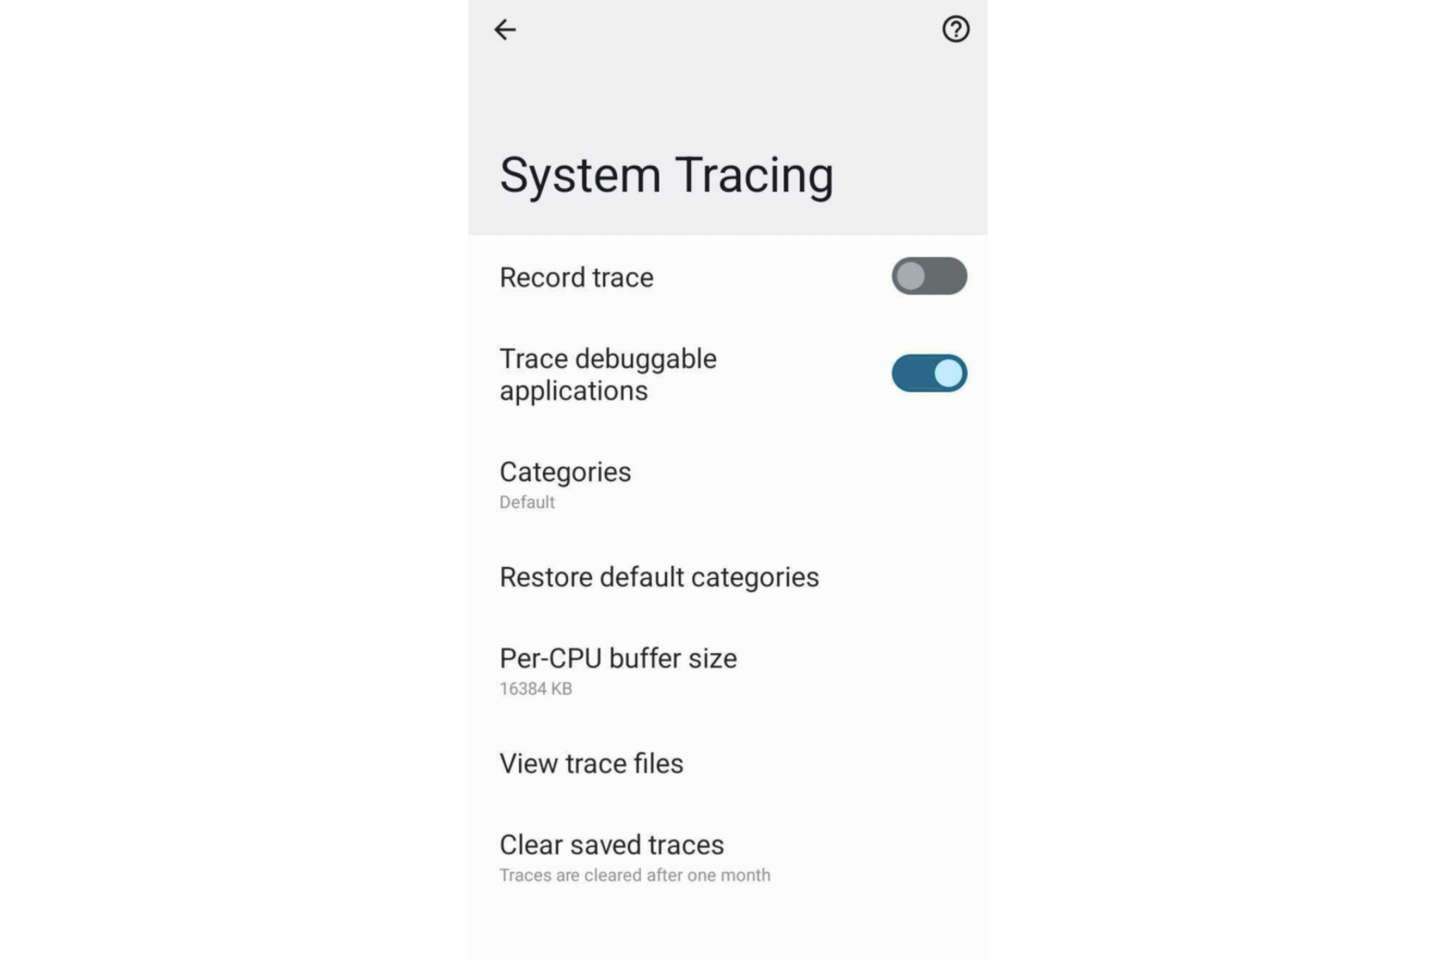 System Tracing
Record trace
Trace debuggable
applications
Categories
Default
Restore default categories
Per-CPU buffer size
16384 KB
View trace files
Clear saved traces
Traces are cleared after one month